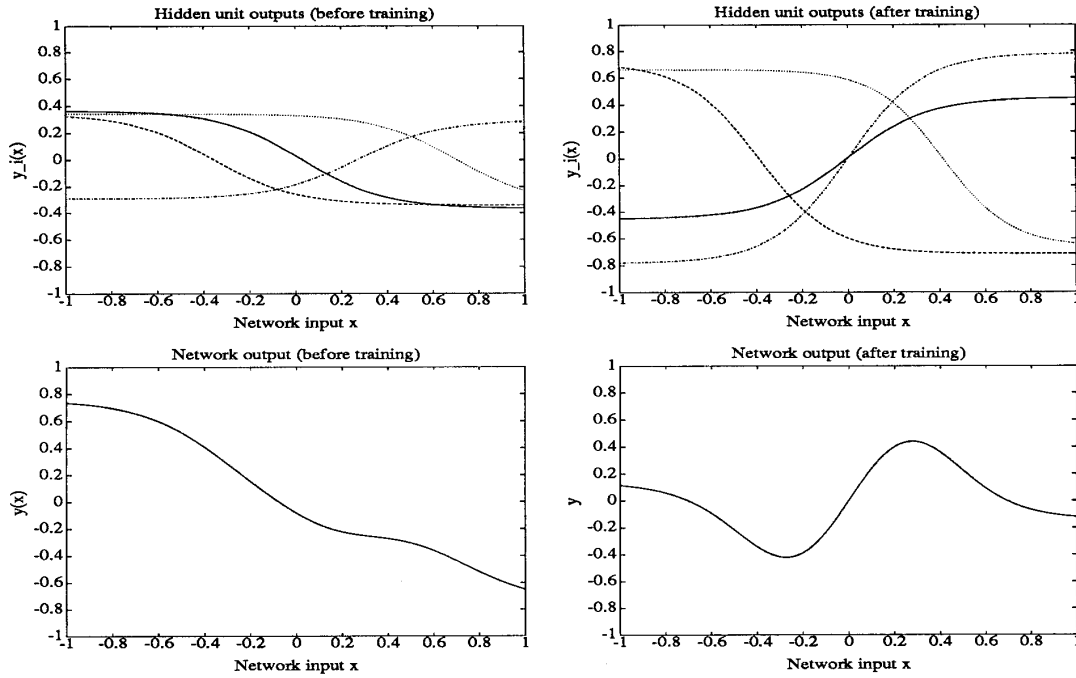 Hidden unit outputs (before training)
y_i(x)
1
0.8
0.6
0.4
0.2
0
-0.2
-0.4
-0.6
-0.8
-1
-1 -0.8 -0.6 -0.4 -0.2 0 0.2 0.4 0.6 0.8 1
Network input x
Hidden unit outputs (after training)
y_i(x)
1
0.8
0.6
0.4
0.2
0
-0.2
-0.4
-0.6
-0.8
-1
-1 -0.8 -0.6 -0.4 -0.2 0 0.2 0.4 0.6 0.8 1
Network input x
Network output (before training)
y(x)
1
0.8
0.6
0.4
0.2
0
-0.2
-0.4
-0.6
-0.8
-1
-1 -0.8 -0.6 -0.4 -0.2 0 0.2 0.4 0.6 0.8 1
Network input x
Network output (after training)
y
1
0.8
0.6
0.4
0.2
0
-0.2
-0.4
-0.6
-0.8
-1
-1 -0.8 -0.6 -0.4 -0.2 0 0.2 0.4 0.6 0.8 1
Network input x